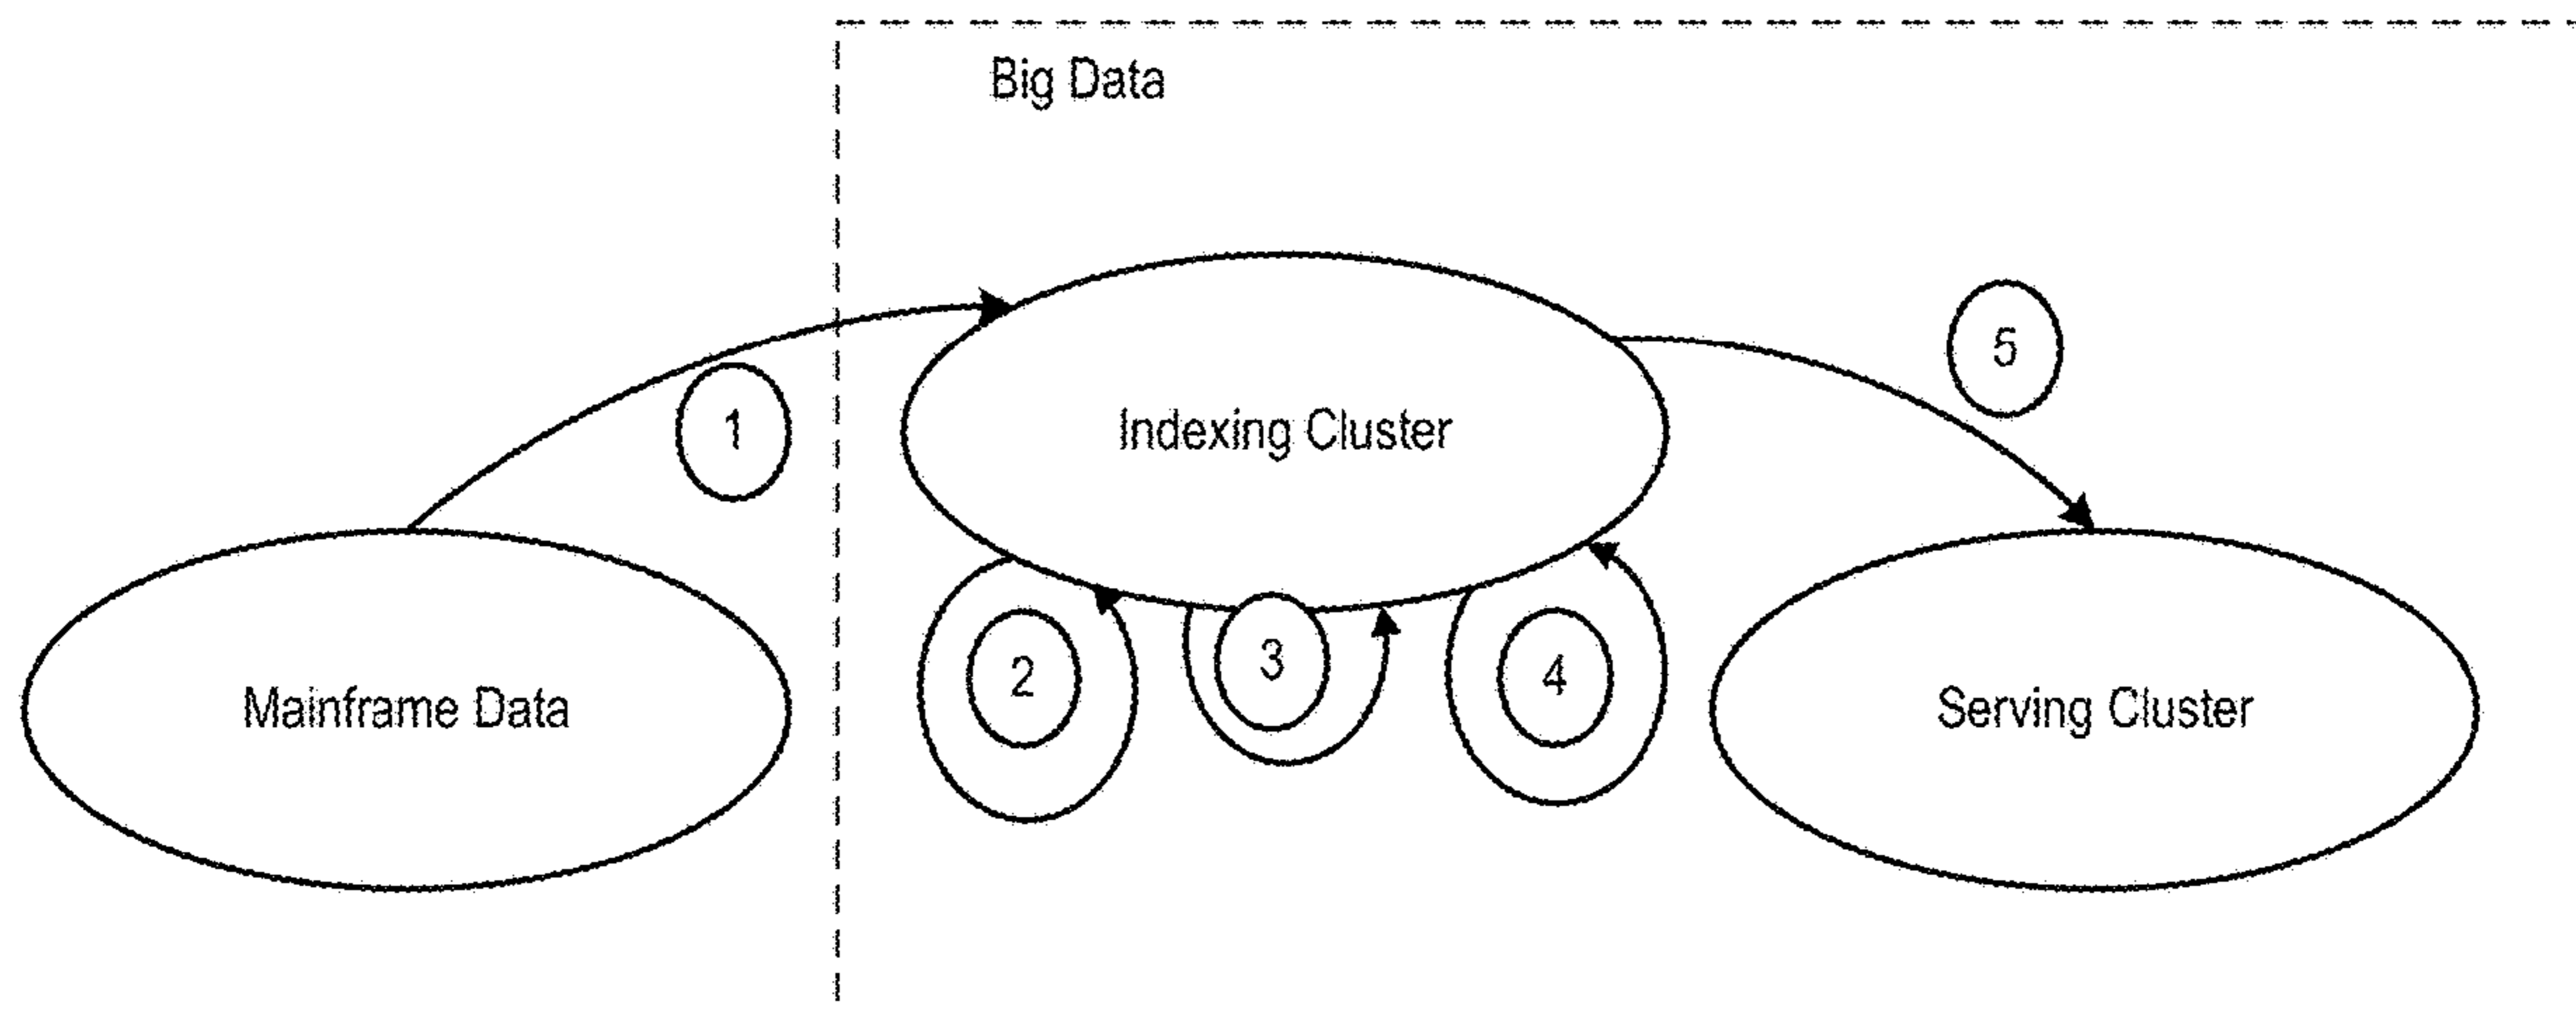 Big Data
1
Indexing Cluster
5
Mainframe Data
2
3
4
Serving Cluster